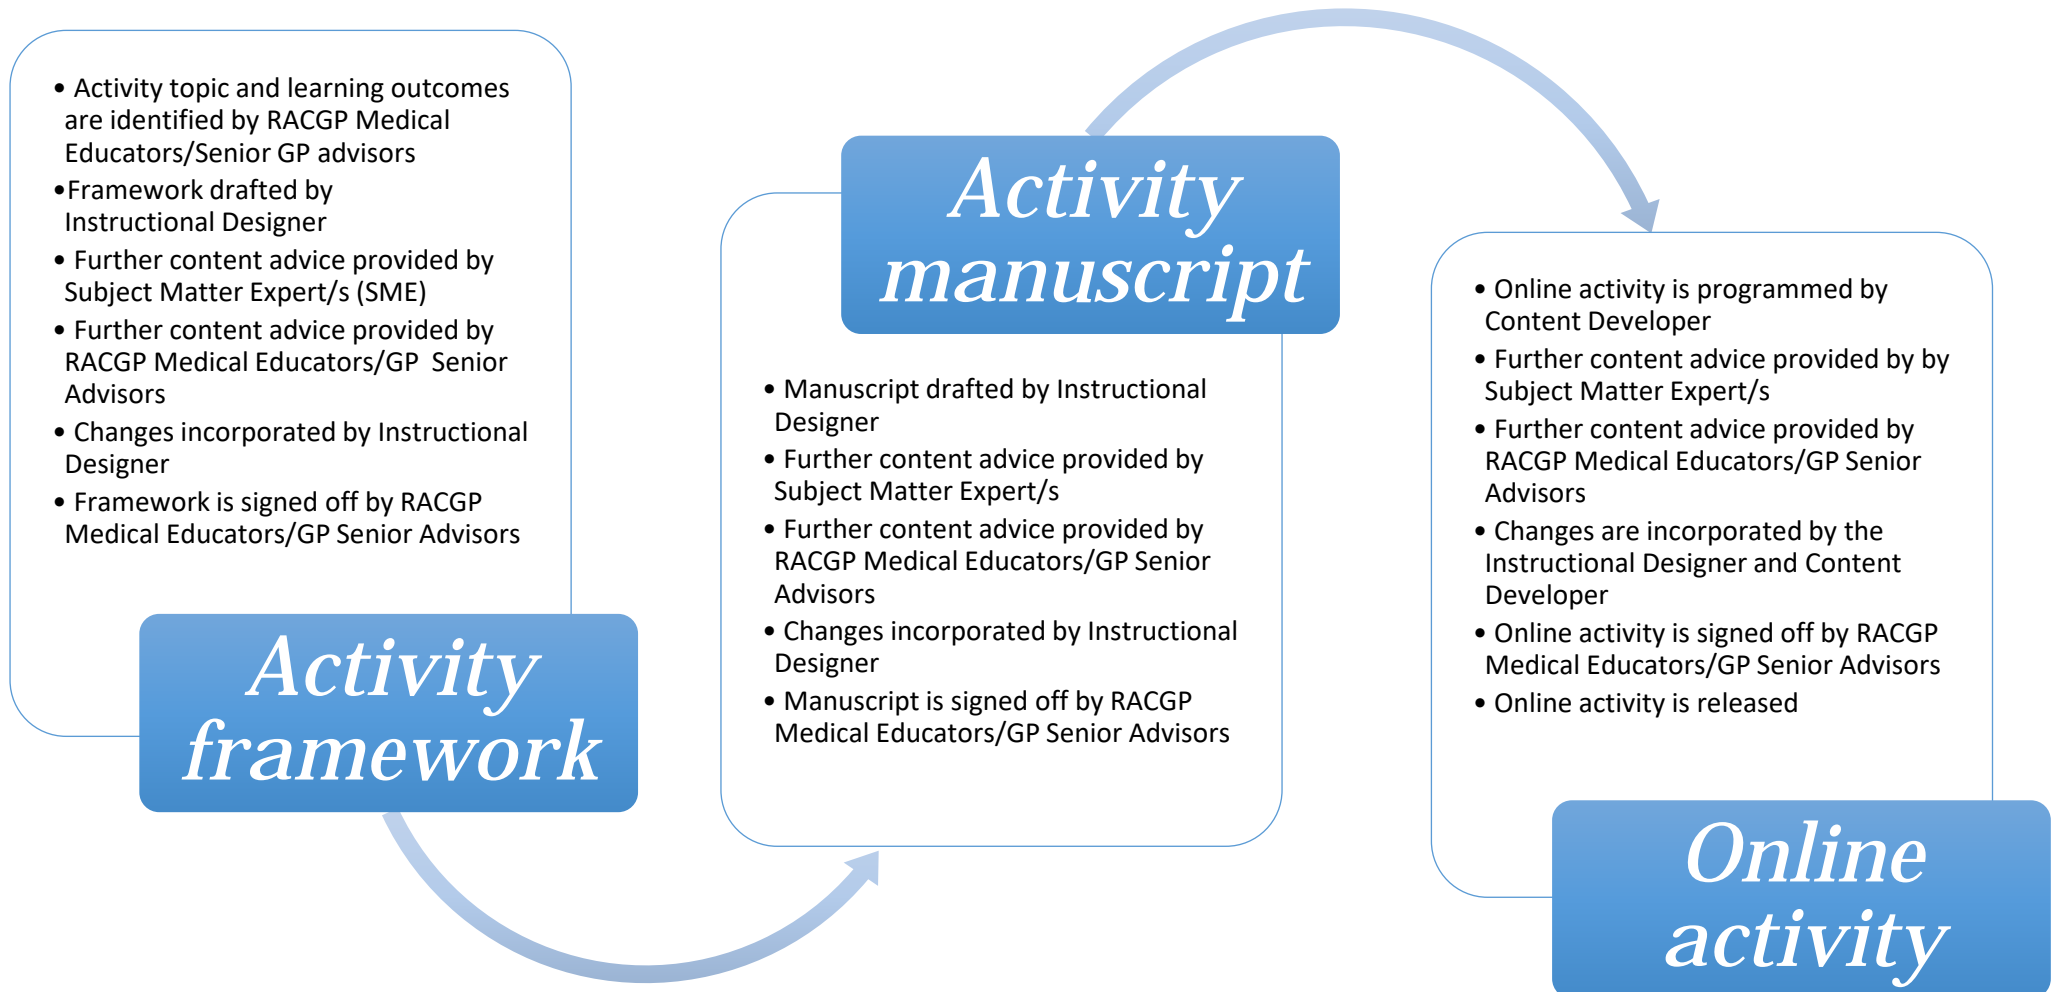 • Activity topic and learning outcomes
are identified by RACGP Medical
Educators/Senior GP advisors
•Framework drafted by
Instructional Designer
• Further content advice provided by
Subject Matter Expert/s (SME)
• Further content advice provided by
RACGP Medical Educators/GP  Senior
Advisors
• Changes incorporated by Instructional
Designer
• Framework is signed off by RACGP
Medical Educators/GP Senior Advisors
Activity
framework
Activity
manuscript
• Manuscript drafted by Instructional
Designer
• Further content advice provided by
Subject Matter Expert/s
• Further content advice provided by
RACGP Medical Educators/GP Senior
Advisors
• Changes incorporated by Instructional
Designer
• Manuscript is signed off by RACGP
Medical Educators/GP Senior Advisors
• Online activity is programmed by
Content Developer
• Further content advice provided by by
Subject Matter Expert/s
• Further content advice provided by
RACGP Medical Educators/GP Senior
Advisors
• Changes are incorporated by the
Instructional Designer and Content
Developer
• Online activity is signed off by RACGP
Medical Educators/GP Senior Advisors
• Online activity is released
Online
activity